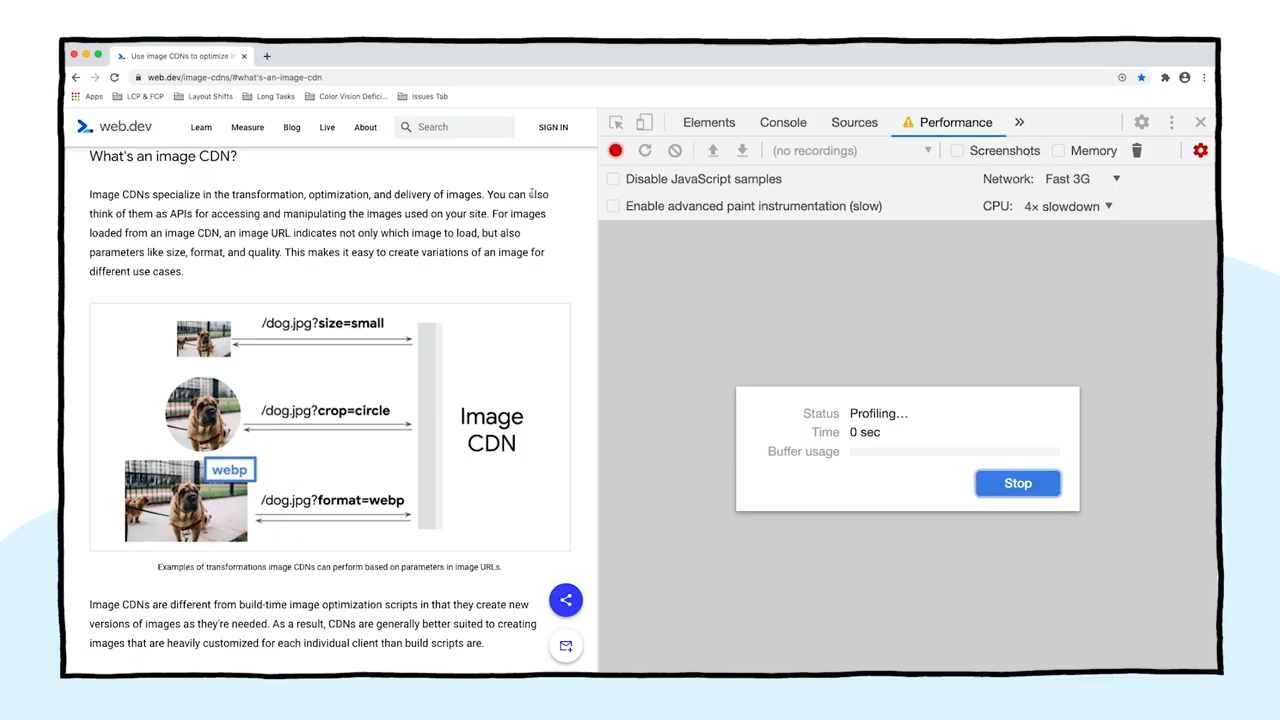 Use image CDNs to optimize i
web.dev/image-cdns/#what's-an-image-cdn
Apps
LCP & FCP
Layout Shifts
Long Tasks
Color Vision Defici...
Issues Tab
web.dev
Learn
Measure
Blog
Live
About
Search
SIGN IN
What's an image CDN?
Image CDNs specialize in the transformation, optimization, and delivery of images. You can also
think of them as APIs for accessing and manipulating the images used on your site. For images
loaded from an image CDN, an image URL indicates not only which image to load, but also
parameters like size, format, and quality. This makes it easy to create variations of an image for
different use cases.
/dog.jpg?size=small
/dog.jpg?crop=circle
webp
/dog.jpg?format=webp
Image
CDN
Examples of transformations image CDNs can perform based on parameters in image URLs.
Image CDNs are different from build-time image optimization scripts in that they create new
versions of images as they're needed. As a result, CDNs are generally better suited to creating
images that are heavily customized for each individual client than build scripts are.
Elements
Console
Sources
Performance
(no recordings)
Screenshots
Memory
Disable JavaScript samples
Network: Fast 3G
Enable advanced paint instrumentation (slow)
CPU: 4× slowdown
Status Profiling…
Time 0 sec
Buffer usage
Stop